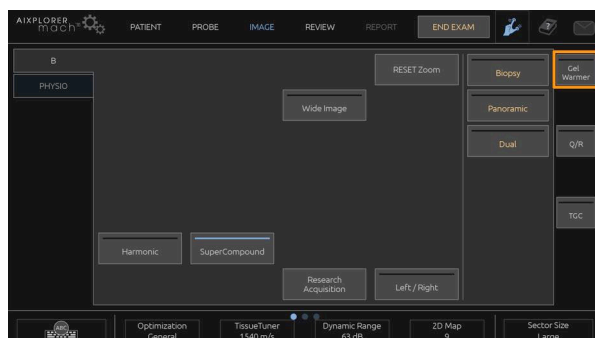 AIXPLORER
mach
PATIENT PROBE IMAGE REVIEW REPORT END EXAM
B
PHYSIO
RESET Zoom
Biopsy
Gel
Warmer
Wide Image
Panoramic
Dual
Q/R
TGC
Harmonic
SuperCompound
Research
Acquisition
Left / Right
ABC
Optimization
General
TissueTuner
1540 m/s
Dynamic Range
63 dB
2D Map
9
Sector Size
Large